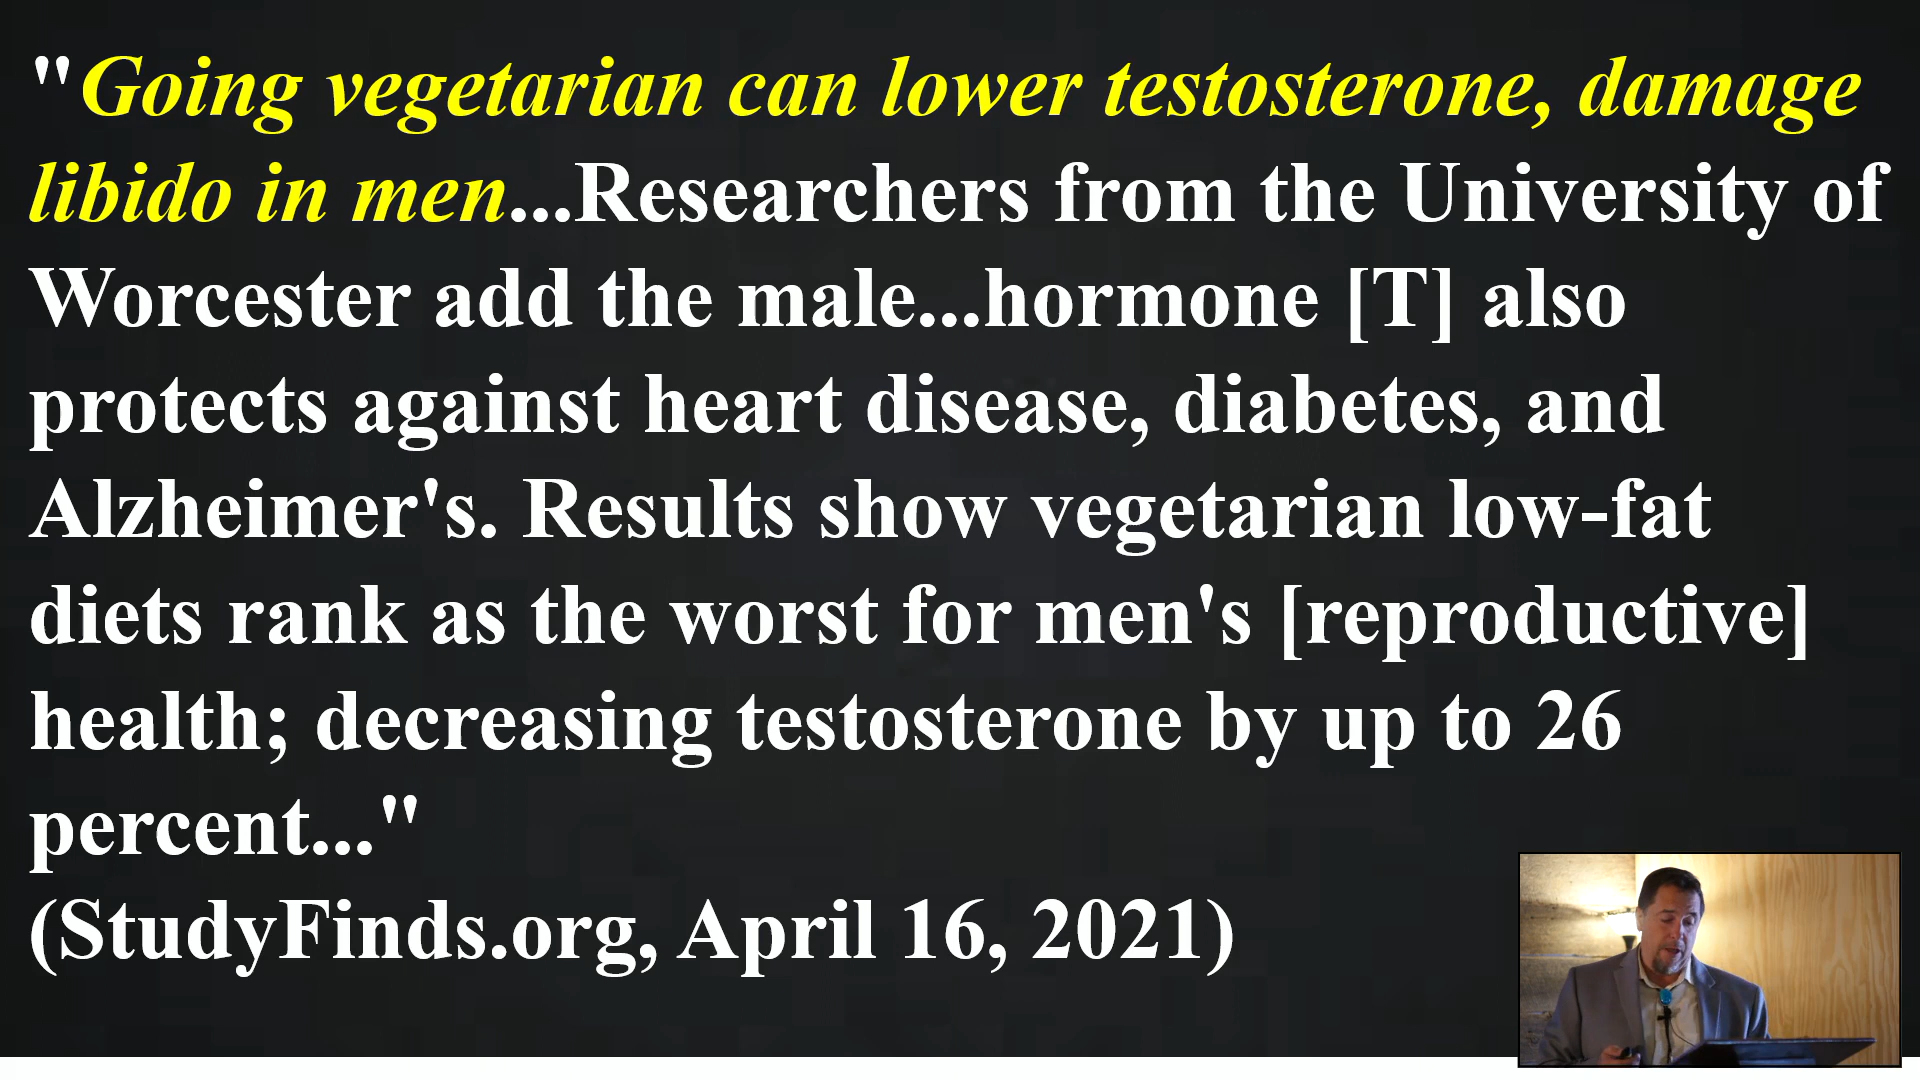 "Going vegetarian can lower testosterone, damage
libido in men...Researchers from the University of
Worcester add the male...hormone [T] also
protects against heart disease, diabetes, and
Alzheimer's. Results show vegetarian low-fat
diets rank as the worst for men's [reproductive]
health; decreasing testosterone by up to 26
percent..."
(StudyFinds.org, April 16, 2021)